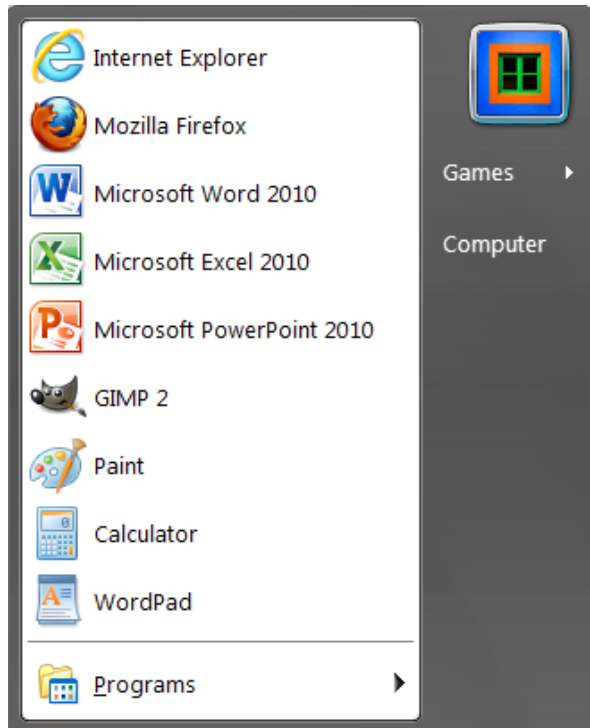 Internet Explorer
Mozilla Firefox
Microsoft Word 2010
Microsoft Excel 2010
Microsoft PowerPoint 2010
GIMP 2
Paint
Calculator
WordPad
Programs
Games
Computer